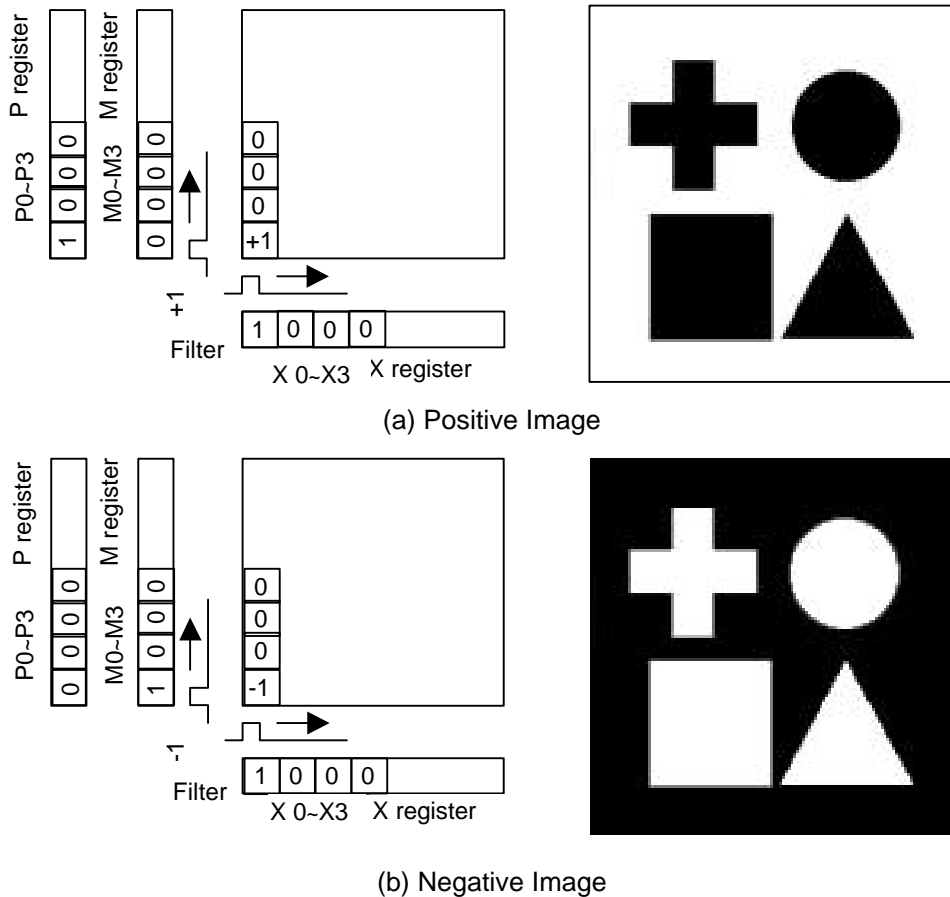 P register
M register
P0~P3
M0~M3
0 0 0 1
0 0 0 0
0
0
0
+1
+1
1 0 0 0
Filter
X 0~X3
X register
(a) Positive Image
P register
M register
P0~P3
M0~M3
0 0 0 0
0 0 0 1
0
0
0
-1
-1
1 0 0 0
Filter
X 0~X3
X register
(b) Negative Image